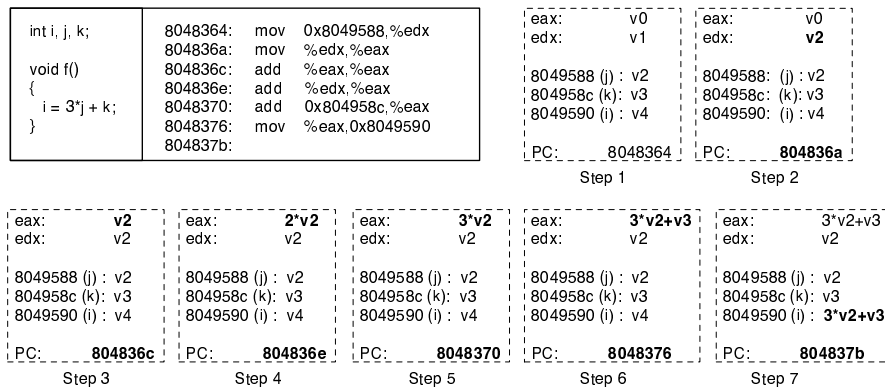 int i, j, k;
void f()
{
i = 3*j + k;
}
8048364: mov 0x8049588,%edx
804836a: mov %edx,%eax
804836c: add %eax,%eax
804836e: add %edx,%eax
8048370: add 0x804958c,%eax
8048376: mov %eax,0x8049590
804837b:
eax: v0
edx: v1
8049588 (j) : v2
804958c (k): v3
8049590 (i) : v4
PC: 8048364
Step 1
eax: v0
edx: v2
8049588: (j) : v2
804958c: (k): v3
8049590: (i) : v4
PC: 804836a
Step 2
eax: v2
edx: v2
8049588 (j) : v2
804958c (k): v3
8049590 (i) : v4
PC: 804836c
Step 3
eax: 2*v2
edx: v2
8049588 (j) : v2
804958c (k): v3
8049590 (i) : v4
PC: 804836e
Step 4
eax: 3*v2
edx: v2
8049588 (j) : v2
804958c (k): v3
8049590 (i) : v4
PC: 8048370
Step 5
eax: 3*v2+v3
edx: v2
8049588 (j) : v2
804958c (k): v3
8049590 (i) : v4
PC: 8048376
Step 6
eax: 3*v2+v3
edx: v2
8049588 (j) : v2
804958c (k): v3
8049590 (i) : 3*v2+v3
PC: 804837b
Step 7